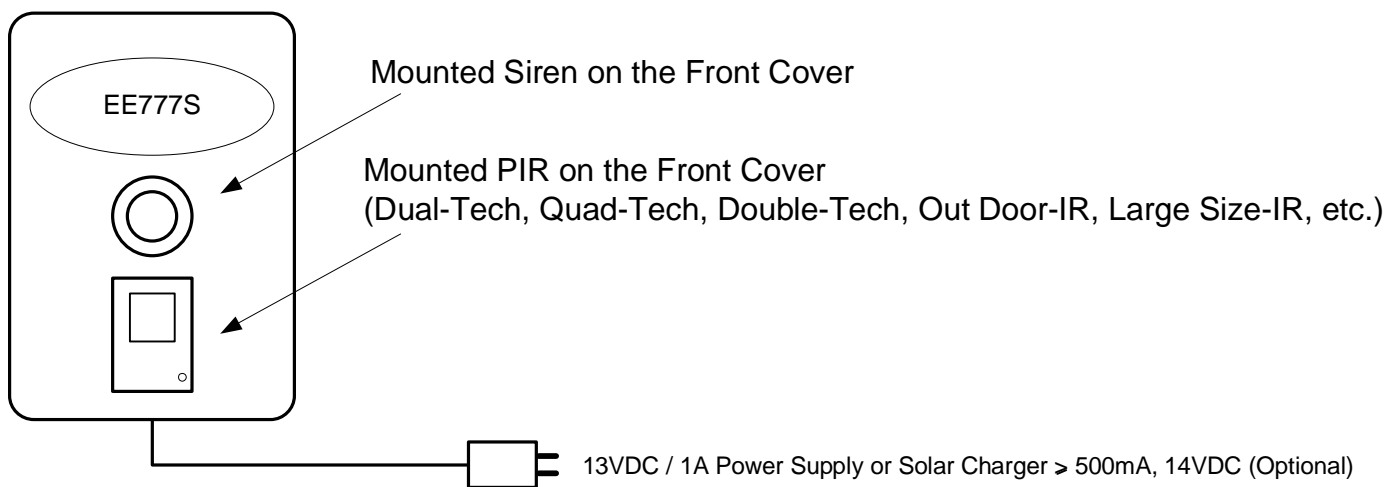 EE777S
Mounted Siren on the Front Cover
Mounted PIR on the Front Cover
(Dual-Tech, Quad-Tech, Double-Tech, Out Door-IR, Large Size-IR, etc.)
13VDC / 1A Power Supply or Solar Charger ⩾ 500mA, 14VDC (Optional)